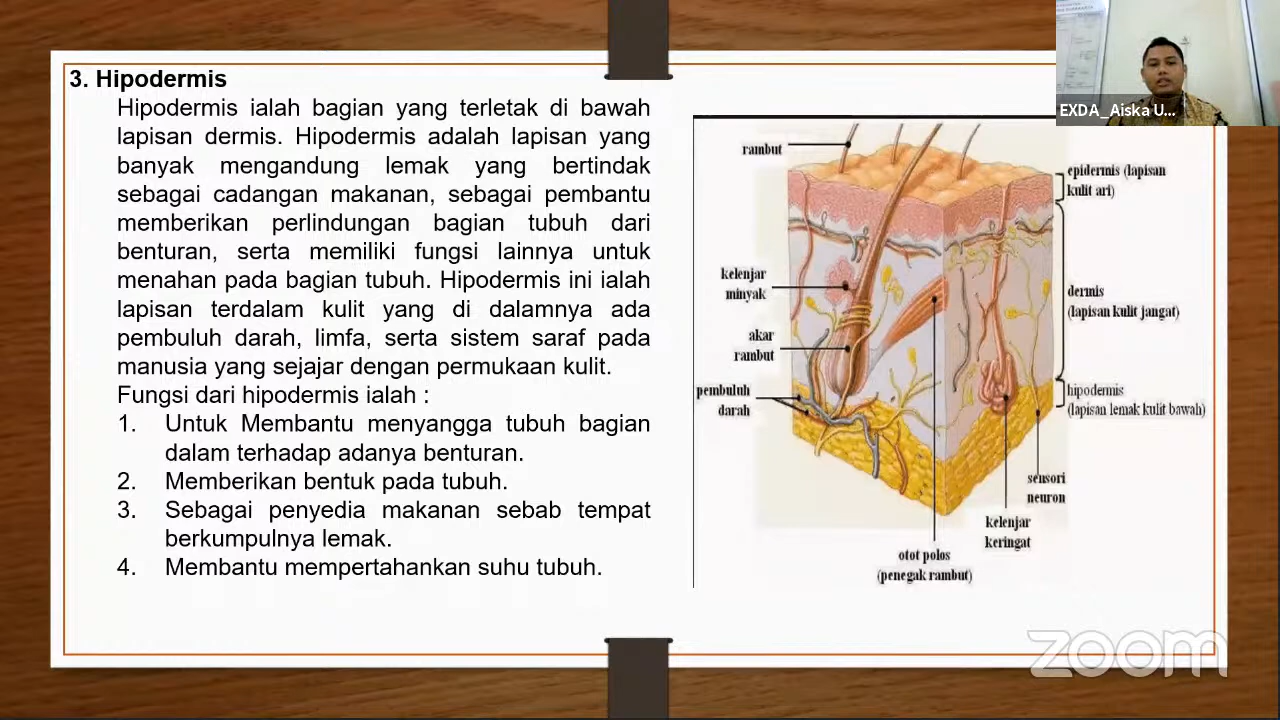 3. Hipodermis
Hipodermis ialah bagian yang terletak di bawah
lapisan dermis. Hipodermis adalah lapisan yang
banyak mengandung lemak yang bertindak
sebagai cadangan makanan, sebagai pembantu
memberikan perlindungan bagian tubuh dari
benturan, serta memiliki fungsi lainnya untuk
menahan pada bagian tubuh. Hipodermis ini ialah
lapisan terdalam kulit yang di dalamnya ada
pembuluh darah, limfa, serta sistem saraf pada
manusia yang sejajar dengan permukaan kulit.
Fungsi dari hipodermis ialah :
1. Untuk Membantu menyangga tubuh bagian
dalam terhadap adanya benturan.
2. Memberikan bentuk pada tubuh.
3. Sebagai penyedia makanan sebab tempat
berkumpulnya lemak.
4. Membantu mempertahankan suhu tubuh.
rambut
kelenjar
minyak
akar
rambut
pembuluh
darah
epidermis (lapisan
kulit ari)
dermis
(lapisan kulit jangat)
hipodermis
(lapisan lemak kulit bawah)
sensori
neuron
kelenjar
keringat
otot polos
(penegak rambut)
EXDA_Aiska U...
zoom